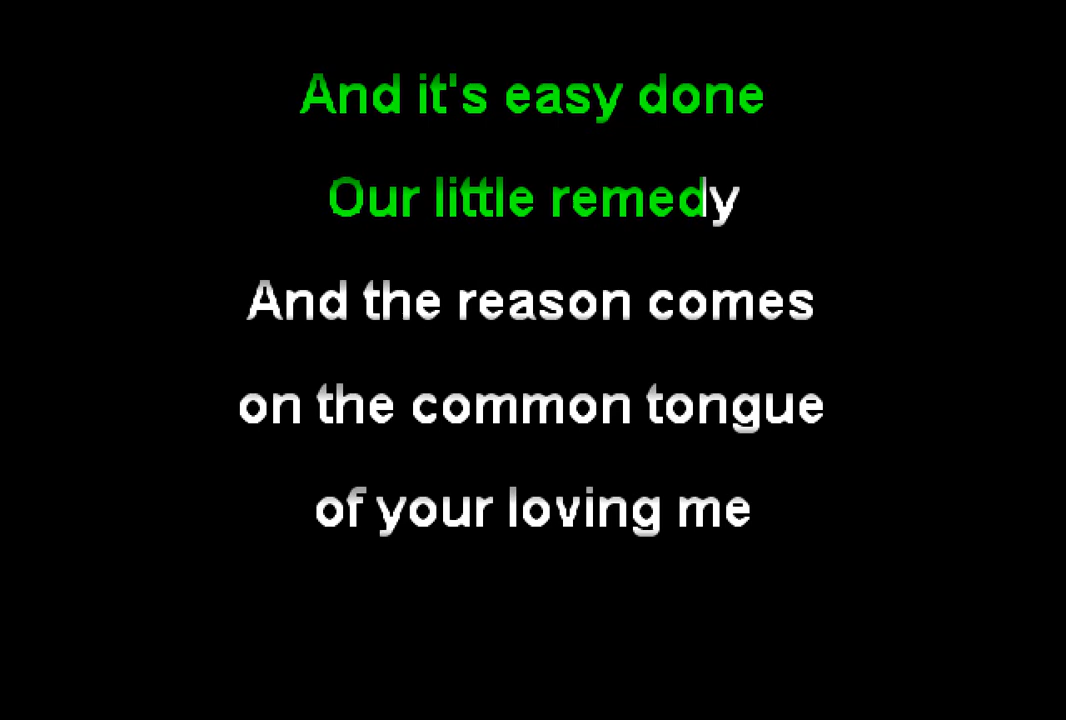 And it's easy done
Our little remedy
And the reason comes
on the common tongue
of your loving me